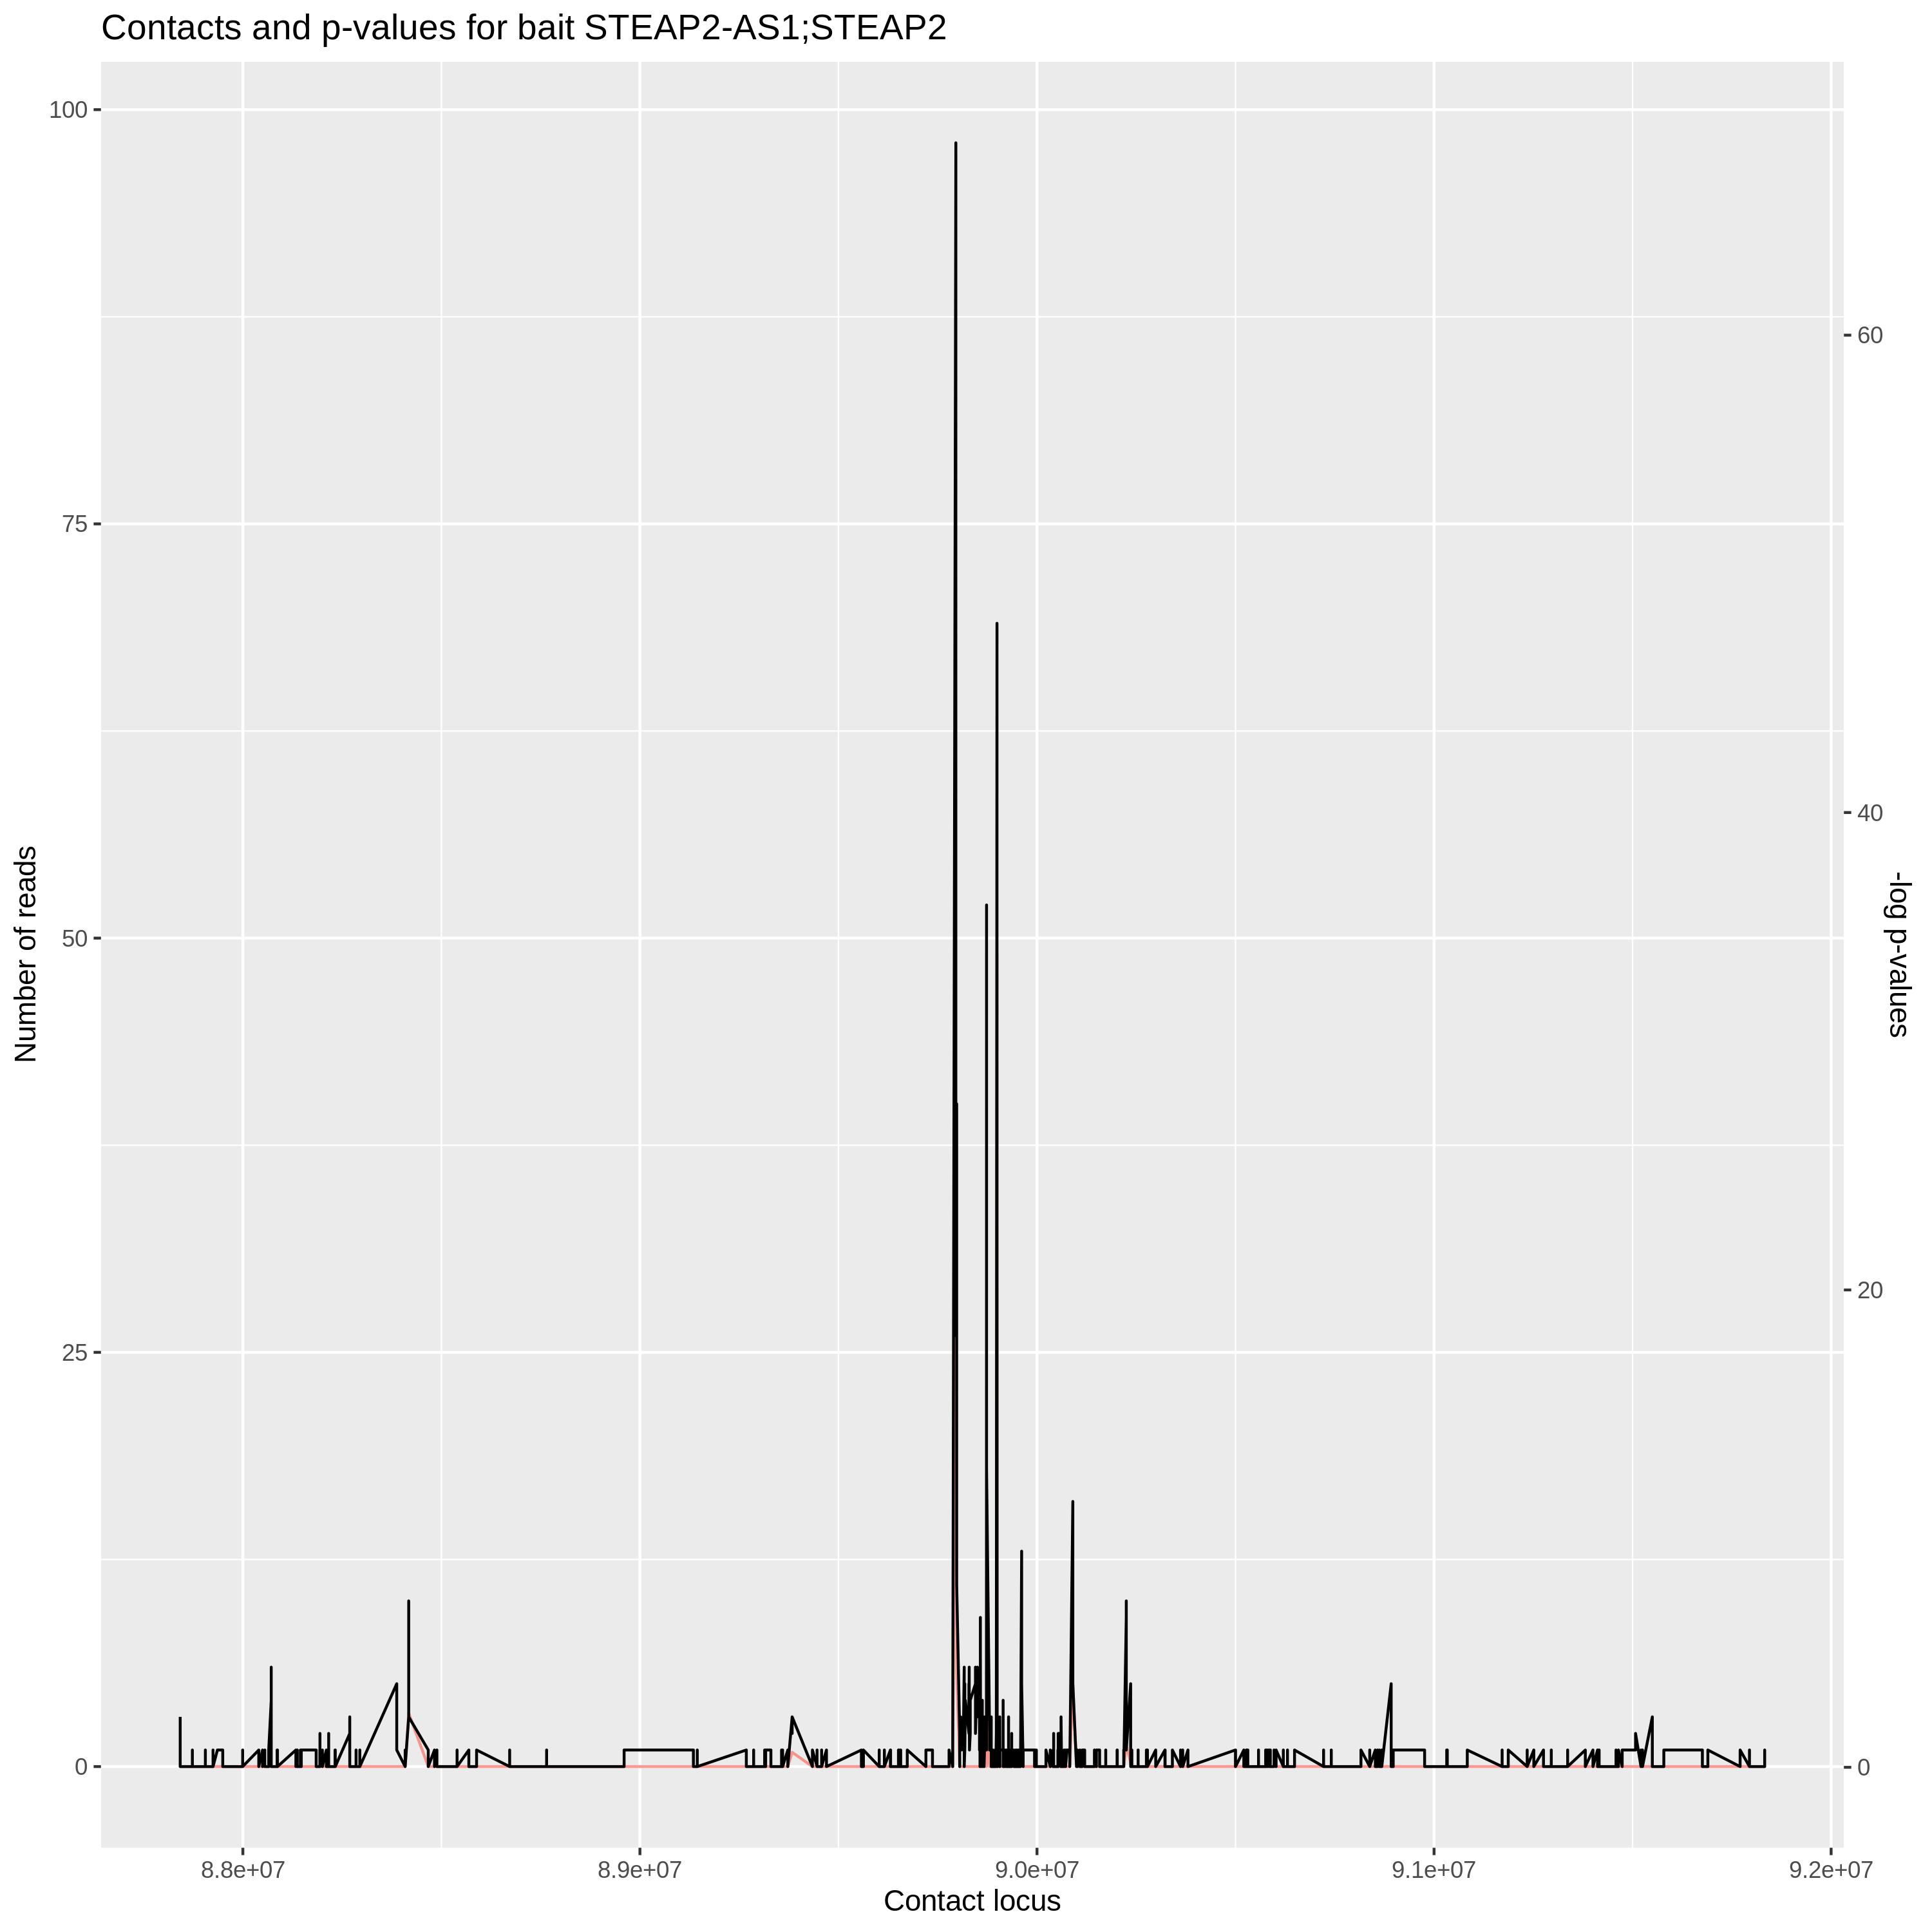 Contacts and p-values for bait STEAP2-AS1;STEAP2
100
75
50
25
0
Number of reads
60
40
20
0
-log p-values
8.8e+07
8.9e+07
9.0e+07
9.1e+07
9.2e+07
Contact locus